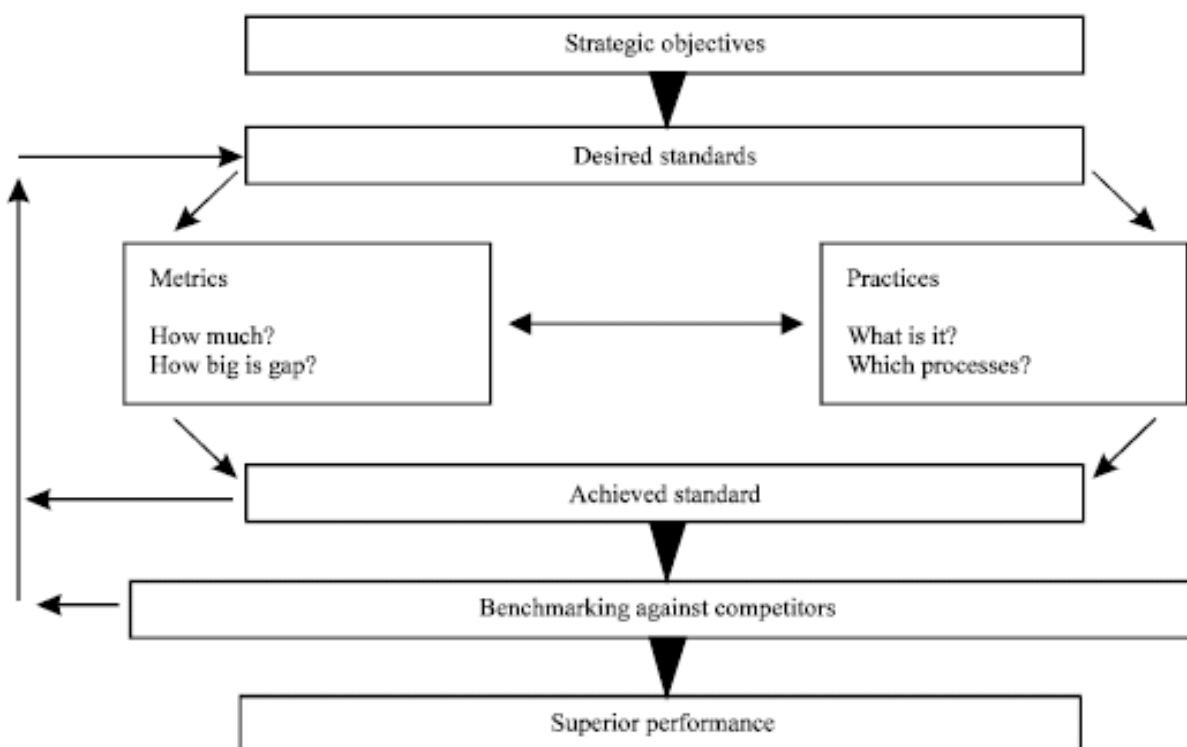 Strategic objectives
Desired standards
Metrics
How much?
How big is gap?
Practices
What is it?
Which processes?
Achieved standard
Benchmarking against competitors
Superior performance